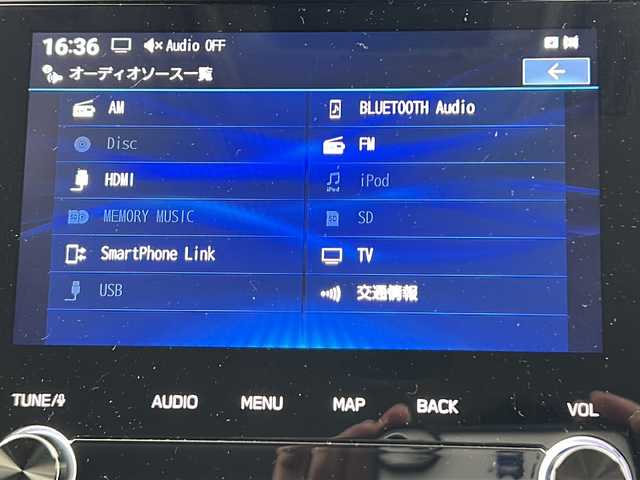 16:36 Audio OFF
オーディオソース一覧
AM
BLUETOOTH Audio
Disc
FM
HDMI
iPod
iPod
MEMORY MUSIC
SD
SmartPhone Link
TV
USB
交通情報
TUNE/
AUDIO
MENU
MAP
BACK
VOL